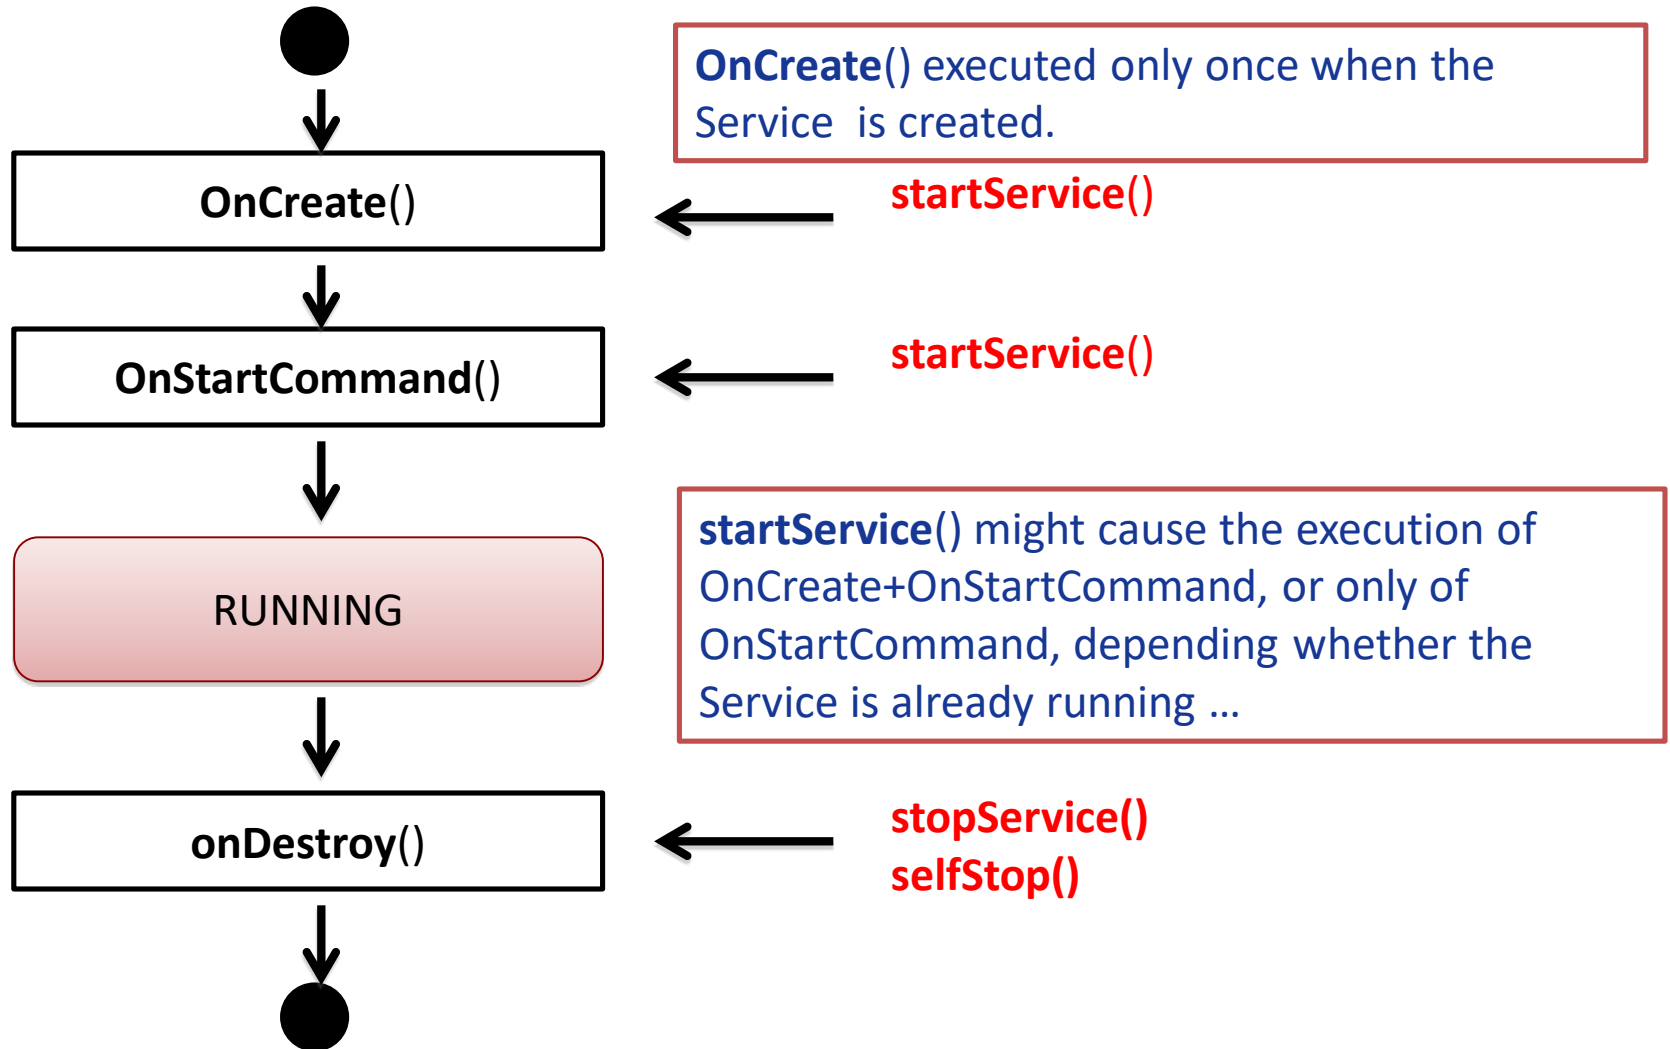 OnCreate() executed only once when the
Service is created.
OnCreate()
startService()
OnStartCommand()
startService()
startService() might cause the execution of
OnCreate+OnStartCommand, or only of
OnStartCommand, depending whether the
Service is already running ...
RUNNING
onDestroy()
stopService()
selfStop()